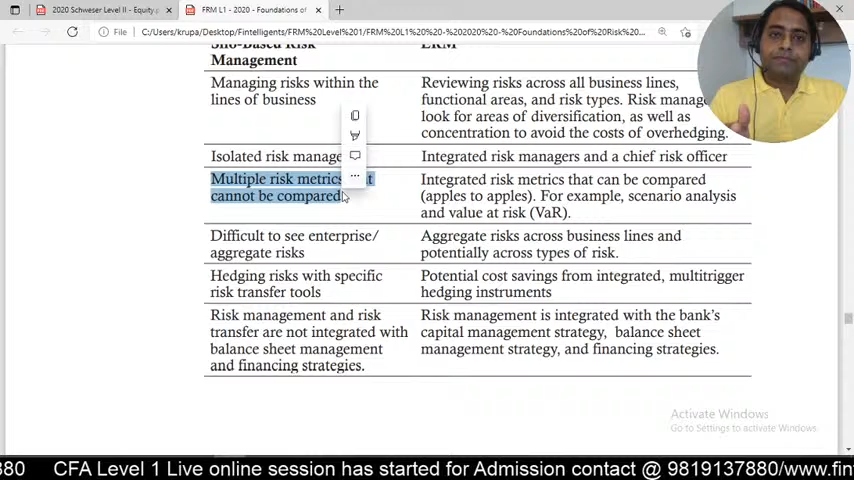 2020 Schweser Level II - Equity.p
FRM L1 - 2020 - Foundations of
File
C:/Users/krupa/Desktop/Fintelligents/FRM%20Level%201/FRM%20L1%20%20-%202020%20-%20Foundations%20of%20Risk%...
Silo-Based Risk
Management
ERM
Managing risks within the
lines of business
Reviewing risks across all business lines,
functional areas, and risk types. Risk manag
look for areas of diversification, as well as
concentration to avoid the costs of overhedging.
Isolated risk manage
Integrated risk managers and a chief risk officer
Multiple risk metrics
cannot be compared
Integrated risk metrics that can be compared
(apples to apples). For example, scenario analysis
and value at risk (VaR).
Difficult to see enterprise/
aggregate risks
Aggregate risks across business lines and
potentially across types of risk.
Hedging risks with specific
risk transfer tools
Potential cost savings from integrated, multitrigger
hedging instruments
Risk management and risk
transfer are not integrated with
balance sheet management
and financing strategies.
Risk management is integrated with the bank's
capital management strategy, balance sheet
management strategy, and financing strategies.
Activate Windows
Go to Settings to activate Windows.
880 CFA Level 1 Live online session has started for Admission contact @ 9819137880/www.fin